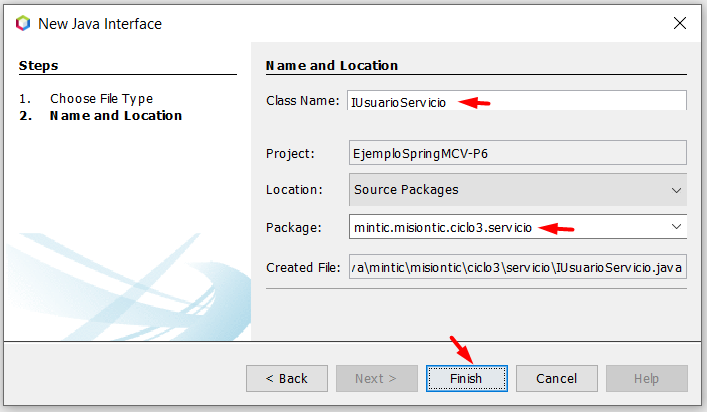 New Java Interface
Steps
1. Choose File Type
2. Name and Location
Name and Location
Class Name: IUsuarioServicio
Project: EjemploSpringMCV-P6
Location: Source Packages
Package: mintic.misiontic.ciclo3.servicio
Created File: va\mintic\misiontic\ciclo3\servicio\IUsuarioServicio.java
< Back
Next >
Finish
Cancel
Help